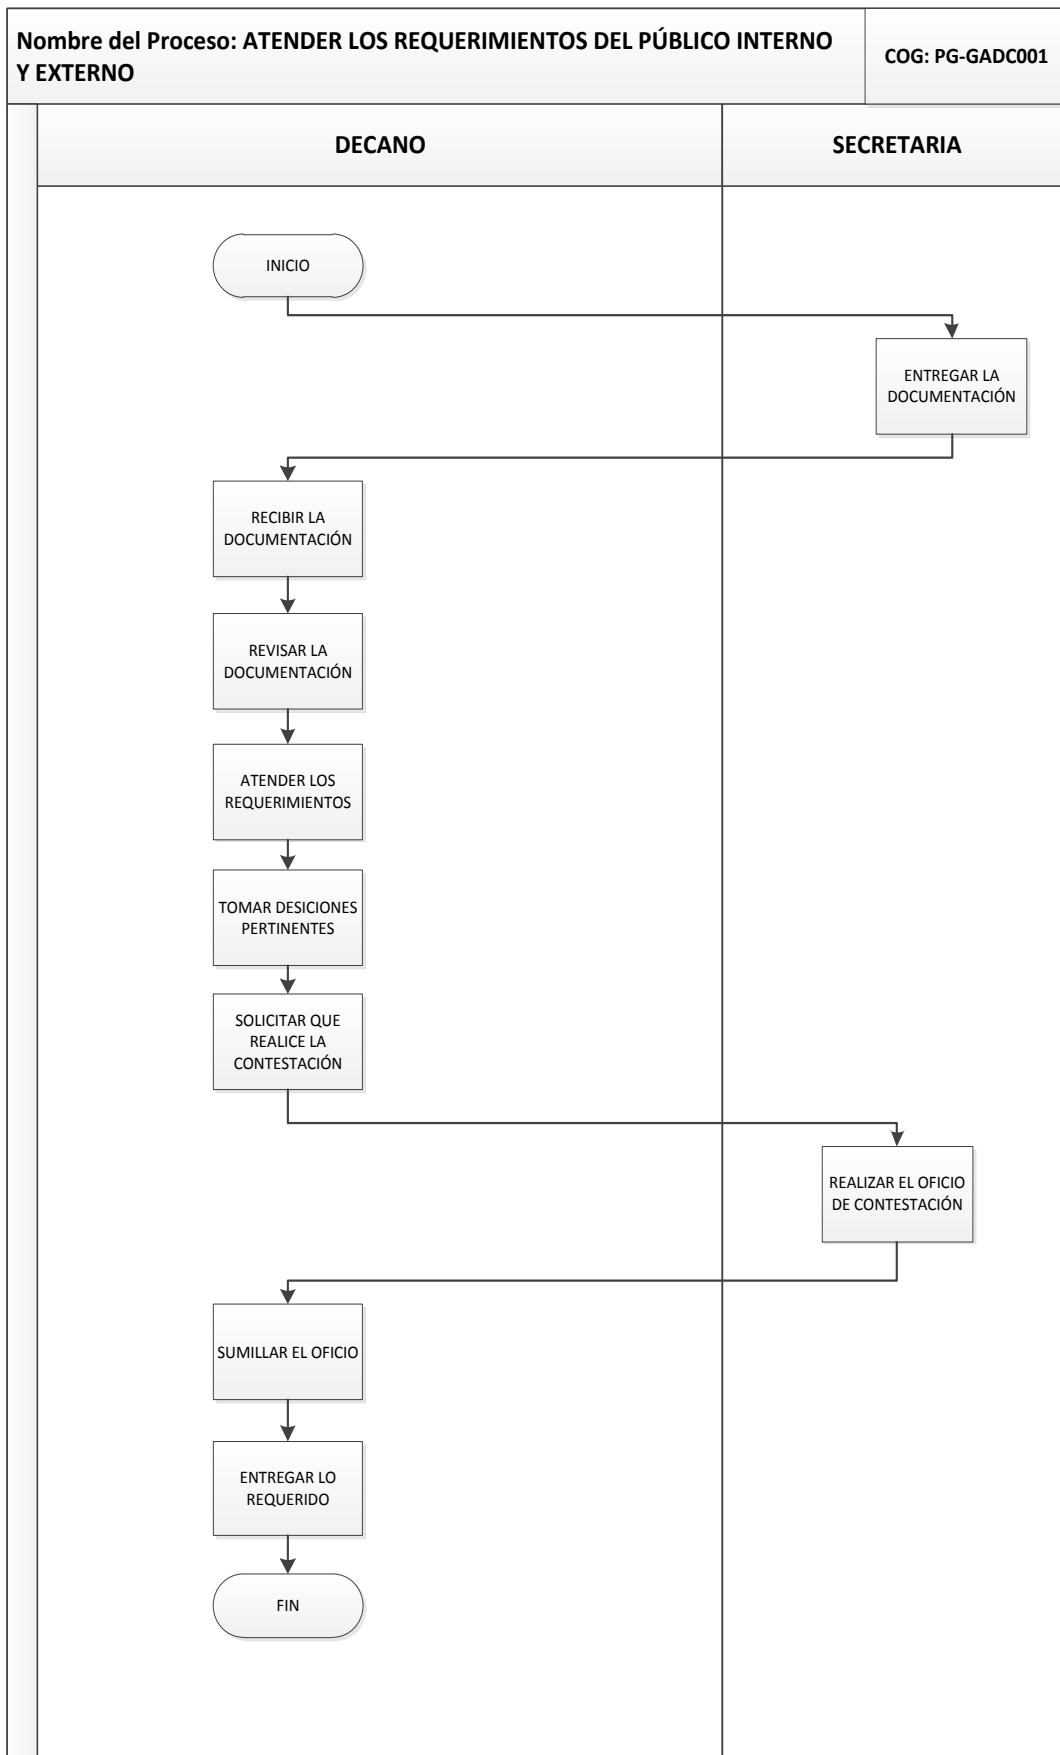 Nombre del Proceso: ATENDER LOS REQUERIMIENTOS DEL PÚBLICO INTERNO
Y EXTERNO
COG: PG-GADC001
DECANO
SECRETARIA
INICIO
ENTREGAR LA
DOCUMENTACIÓN
RECIBIR LA
DOCUMENTACIÓN
REVISAR LA
DOCUMENTACIÓN
ATENDER LOS
REQUERIMIENTOS
TOMAR DESICIONES
PERTINENTES
SOLICITAR QUE
REALICE LA
CONTESTACIÓN
REALIZAR EL OFICIO
DE CONTESTACIÓN
SUMILLAR EL OFICIO
ENTREGAR LO
REQUERIDO
FIN